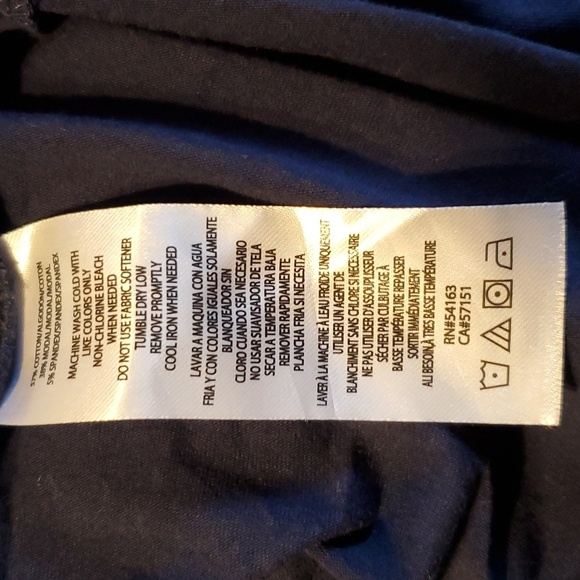 57% COTTON/ALGODON/COTON
38% MODAL/MODAL/MODAL
5% SPANDEX/SPANDEX/SPANDEX
MACHINE WASH COLD WITH
LIKE COLORS ONLY
NON-CHLORINE BLEACH
WHEN NEEDED
DO NOT USE FABRIC SOFTENER
TUMBLE DRY LOW
REMOVE PROMPTLY
COOL IRON WHEN NEEDED
LAVAR A MAQUINA CON AGUA
FRIA Y CON COLORES IGUALES SOLAMENTE
BLANQUEADOR SIN
CLORO CUANDO SEA NECESARIO
NO USAR SUAVISADOR DE TELA
SECAR A TEMPERATURA BAJA
REMOVER RAPIDAMENTE
PLANCHA FRIA SI NECESITA
LAVER À LA MACHINE À L'EAU FROIDE UNIQUEMENT
UTILISER UN AGENT DE
BLANCHIMENT SANS CHLORE SI NECESSAIRE
NE PAS UTILISER D'ASSOUPLISSEUR
SÉCHER PAR CULBUTAGE À
BASSE TEMPÉRATURE REPASSER
SORTIR IMMÉDIATEMENT
ALI BESOIN À TRES BASSE TEMPÉRATURE
RN#54163
CA#57151